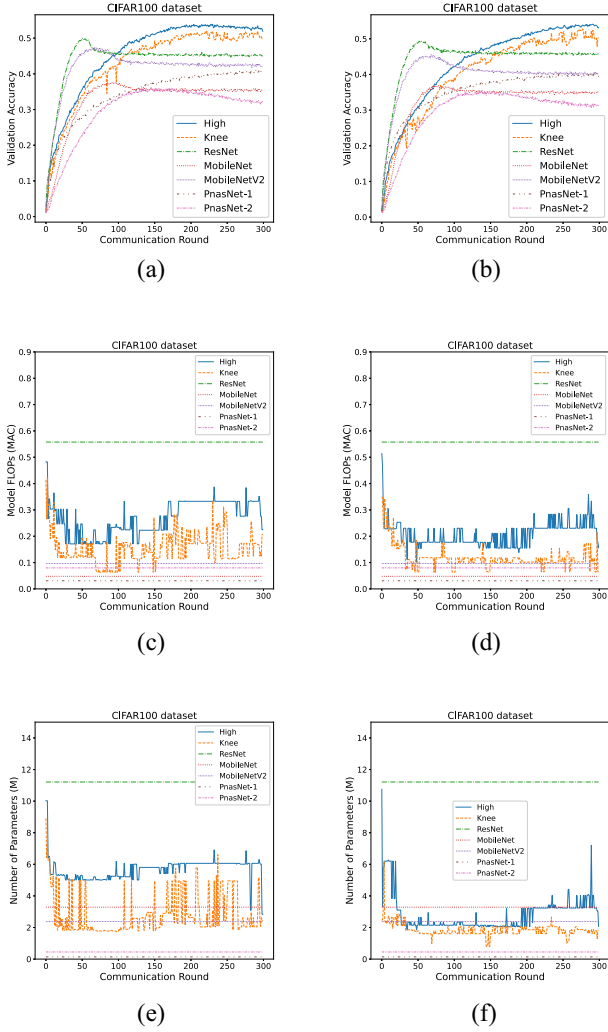 CIFAR100 dataset
Validation Accuracy
0.5
0.4
0.3
0.2
0.1
0.0
High
Knee
ResNet
MobileNet
MobileNetV2
PnasNet-1
PnasNet-2
0 50 100 150 200 250 300
Communication Round
(a)
CIFAR100 dataset
Validation Accuracy
0.5
0.4
0.3
0.2
0.1
0.0
High
Knee
ResNet
MobileNet
MobileNetV2
PnasNet-1
PnasNet-2
0 50 100 150 200 250 300
Communication Round
(b)
CIFAR100 dataset
Model FLOPs (MAC)
0.9
0.8
0.7
0.6
0.5
0.4
0.3
0.2
0.1
0.0
High
Knee
ResNet
MobileNet
MobileNetV2
PnasNet-1
PnasNet-2
0 50 100 150 200 250 300
Communication Round
(c)
CIFAR100 dataset
Model FLOPs (MAC)
0.9
0.8
0.7
0.6
0.5
0.4
0.3
0.2
0.1
0.0
High
Knee
ResNet
MobileNet
MobileNetV2
PnasNet-1
PnasNet-2
0 50 100 150 200 250 300
Communication Round
(d)
CIFAR100 dataset
Number of Parameters (M)
14
12
10
8
6
4
2
0
High
Knee
ResNet
MobileNet
MobileNetV2
PnasNet-1
PnasNet-2
0 50 100 150 200 250 300
Communication Round
(e)
CIFAR100 dataset
Number of Parameters (M)
14
12
10
8
6
4
2
0
High
Knee
ResNet
MobileNet
MobileNetV2
PnasNet-1
PnasNet-2
0 50 100 150 200 250 300
Communication Round
(f)